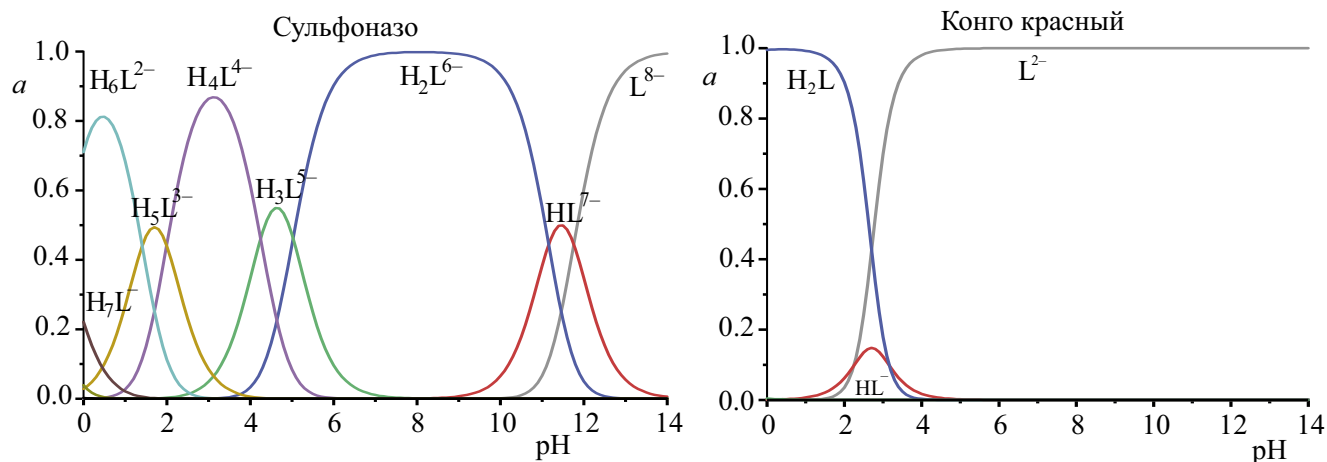 Сульфоназо
1.0
a
0.8
0.6
0.4
0.2
0.0
H₆L²⁻
H₄L⁴⁻
H₂L⁶⁻
L⁸⁻
H₅L³⁻
H₃L⁵⁻
HL⁷⁻
H₇L⁻
0 2 4 6 8 10 12 14
pH
Конго красный
1.0
a
0.8
0.6
0.4
0.2
0.0
H₂L
L²⁻
HL⁻
0 2 4 6 8 10 12 14
pH